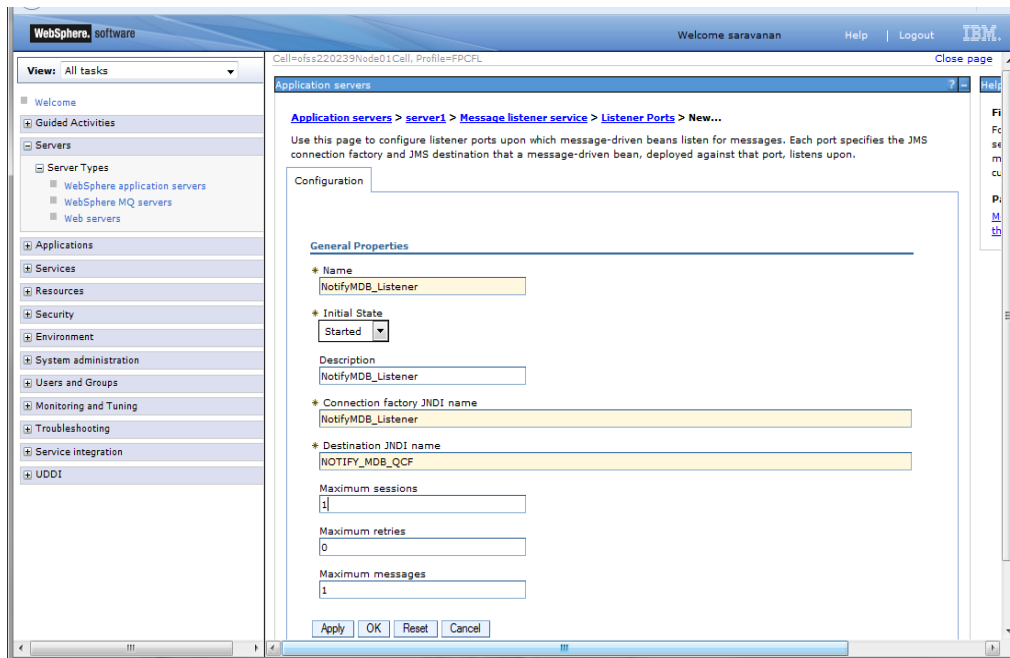 WebSphere. software
Welcome saravanan
Help | Logout
IBM.
View: All tasks
Welcome
Guided Activities
Servers
Server Types
WebSphere application servers
WebSphere MQ servers
Web servers
Applications
Services
Resources
Security
Environment
System administration
Users and Groups
Monitoring and Tuning
Troubleshooting
Service integration
UDDI
Cell=ofss220239Node01Cell, Profile=FPCFL
Close page
Application servers
? -
Application servers > server1 > Message listener service > Listener Ports > New...
Use this page to configure listener ports upon which message-driven beans listen for messages. Each port specifies the JMS
connection factory and JMS destination that a message-driven bean, deployed against that port, listens upon.
Configuration
General Properties
* Name
NotifyMDB_Listener
* Initial State
Started
Description
NotifyMDB_Listener
* Connection factory JNDI name
NotifyMDB_Listener
* Destination JNDI name
NOTIFY_MDB_QCF
Maximum sessions
1
Maximum retries
0
Maximum messages
1
Apply OK Reset Cancel
Help